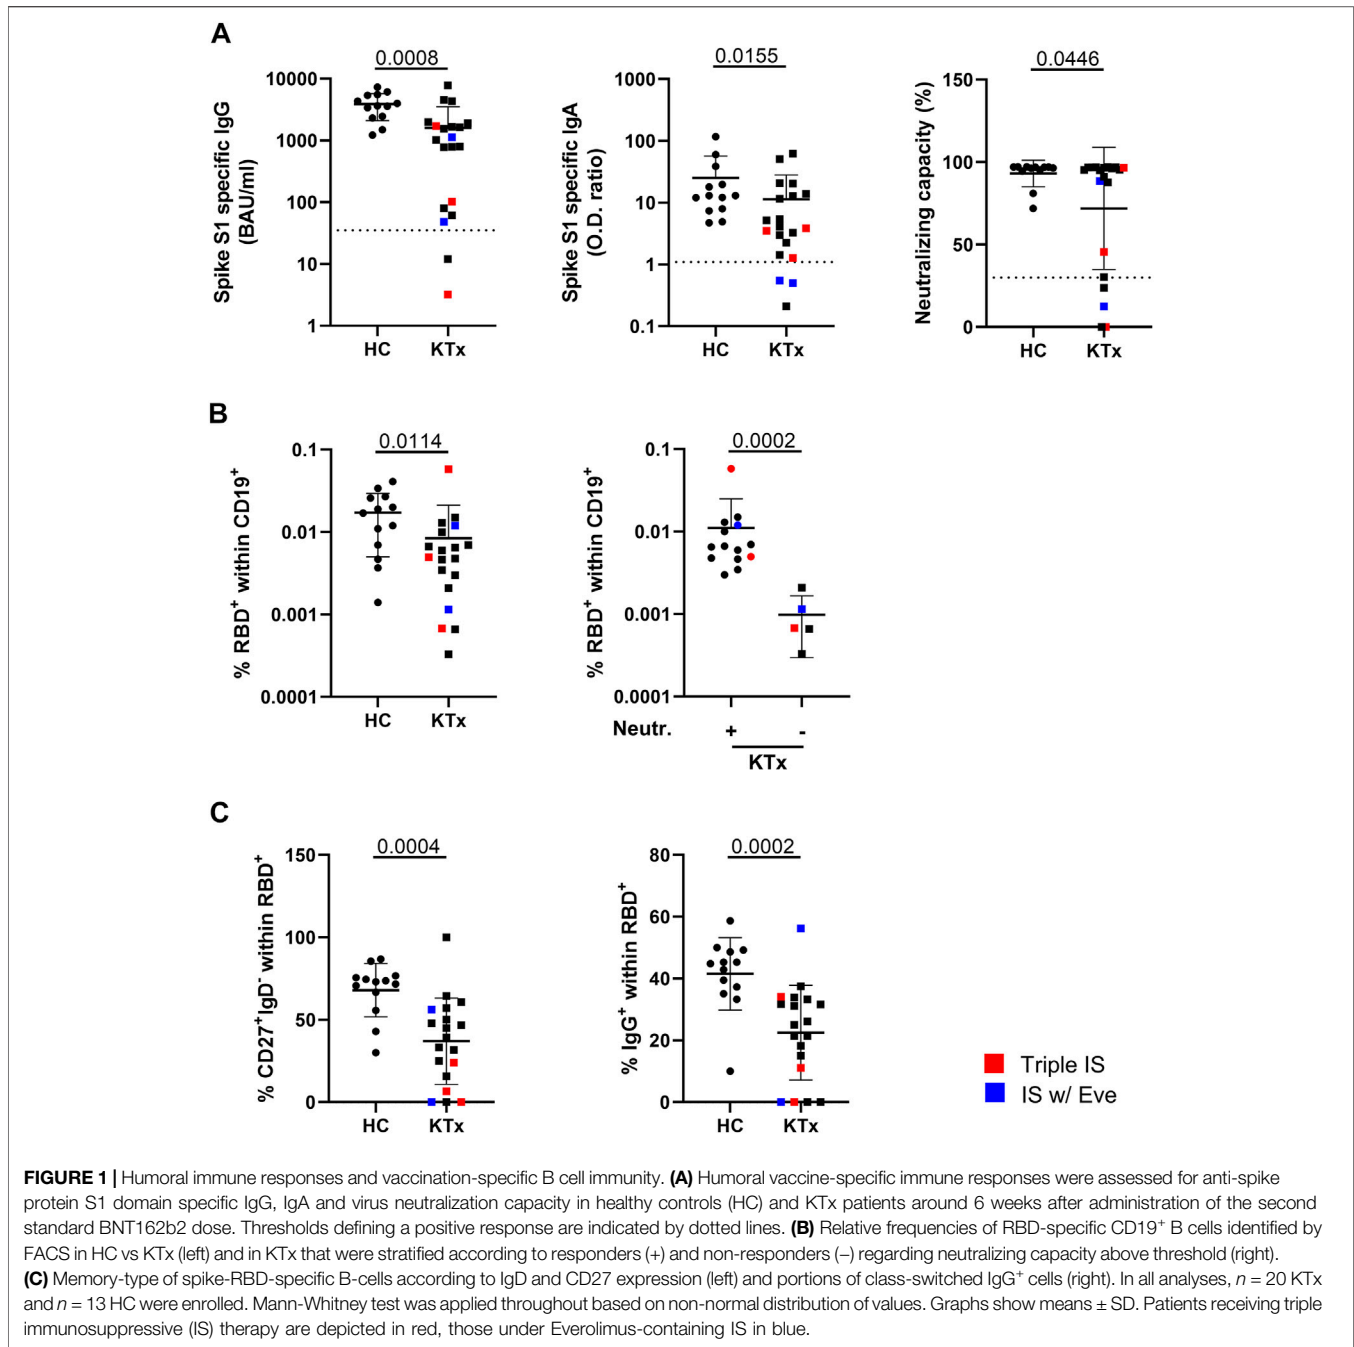 A
0.0008
Spike S1 specific IgG
(BAU/ml)
10000
1000
100
10
1
HC KTx
0.0155
Spike S1 specific IgA
(O.D. ratio)
1000
100
10
1
0.1
HC KTx
0.0446
Neutralizing capacity (%)
150
100
50
0
HC KTx
B
0.0114
% RBD⁺ within CD19⁺
0.1
0.01
0.001
0.0001
HC KTx
0.0002
% RBD⁺ within CD19⁺
0.1
0.01
0.001
0.0001
Neutr. + -
KTx
C
0.0004
% CD27⁺IgD⁻ within RBD⁺
150
100
50
0
HC KTx
0.0002
% IgG⁺ within RBD⁺
80
60
40
20
0
HC KTx
Triple IS
IS w/ Eve
FIGURE 1 | Humoral immune responses and vaccination-specific B cell immunity. (A) Humoral vaccine-specific immune responses were assessed for anti-spike
protein S1 domain specific IgG, IgA and virus neutralization capacity in healthy controls (HC) and KTx patients around 6 weeks after administration of the second
standard BNT162b2 dose. Thresholds defining a positive response are indicated by dotted lines. (B) Relative frequencies of RBD-specific CD19⁺ B cells identified by
FACS in HC vs KTx (left) and in KTx that were stratified according to responders (+) and non-responders (−) regarding neutralizing capacity above threshold (right).
(C) Memory-type of spike-RBD-specific B-cells according to IgD and CD27 expression (left) and portions of class-switched IgG⁺ cells (right). In all analyses, n = 20 KTx
and n = 13 HC were enrolled. Mann-Whitney test was applied throughout based on non-normal distribution of values. Graphs show means ± SD. Patients receiving triple
immunosuppressive (IS) therapy are depicted in red, those under Everolimus-containing IS in blue.